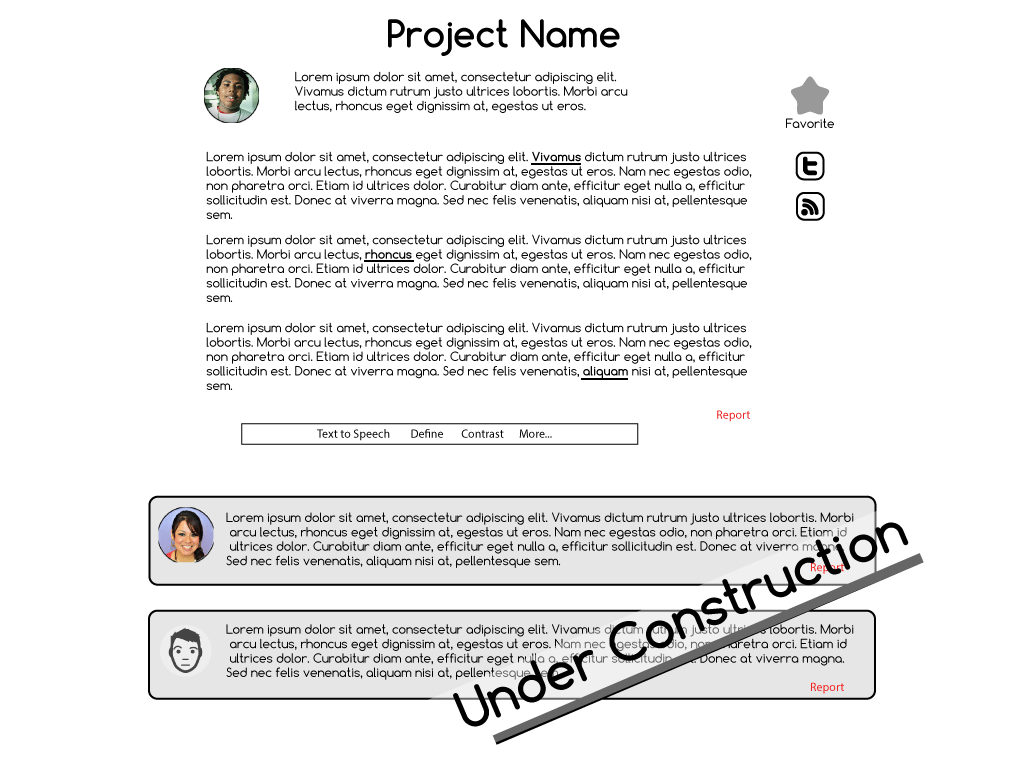 Project Name
Lorem ipsum dolor sit amet, consectetur adipiscing elit.
Vivamus dictum rutrum justo ultrices lobortis. Morbi arcu
lectus, rhoncus eget dignissim at, egestas ut eros.
Favorite
Lorem ipsum dolor sit amet, consectetur adipiscing elit. Vivamus dictum rutrum justo ultrices
lobortis. Morbi arcu lectus, rhoncus eget dignissim at, egestas ut eros. Nam nec egestas odio,
non pharetra orci. Etiam id ultrices dolor. Curabitur diam ante, efficitur eget nulla a, efficitur
sollicitudin est. Donec at viverra magna. Sed nec felis venenatis, aliquam nisi at, pellentesque
sem.
Lorem ipsum dolor sit amet, consectetur adipiscing elit. Vivamus dictum rutrum justo ultrices
lobortis. Morbi arcu lectus, rhoncus eget dignissim at, egestas ut eros. Nam nec egestas odio,
non pharetra orci. Etiam id ultrices dolor. Curabitur diam ante, efficitur eget nulla a, efficitur
sollicitudin est. Donec at viverra magna. Sed nec felis venenatis, aliquam nisi at, pellentesque
sem.
Lorem ipsum dolor sit amet, consectetur adipiscing elit. Vivamus dictum rutrum justo ultrices
lobortis. Morbi arcu lectus, rhoncus eget dignissim at, egestas ut eros. Nam nec egestas odio,
non pharetra orci. Etiam id ultrices dolor. Curabitur diam ante, efficitur eget nulla a, efficitur
sollicitudin est. Donec at viverra magna. Sed nec felis venenatis, aliquam nisi at, pellentesque
sem.
Report
Text to Speech Define Contrast More...
Lorem ipsum dolor sit amet, consectetur adipiscing elit. Vivamus dictum rutrum justo ultrices lobortis. Morbi
arcu lectus, rhoncus eget dignissim at, egestas ut eros. Nam nec egestas odio, non pharetra orci. Etiam id
ultrices dolor. Curabitur diam ante, efficitur eget nulla a, efficitur sollicitudin est. Donec at viverra magna.
Sed nec felis venenatis, aliquam nisi at, pellentesque sem.
Report
Lorem ipsum dolor sit amet, consectetur adipiscing elit. Vivamus dictum rutrum justo ultrices lobortis. Morbi
arcu lectus, rhoncus eget dignissim at, egestas ut eros. Nam nec egestas odio, non pharetra orci. Etiam id
ultrices dolor. Curabitur diam ante, efficitur eget nulla a, efficitur sollicitudin Donec at viverra magna.
Sed nec felis venenatis, aliquam nisi at, pellentesque
Report
Under Construction